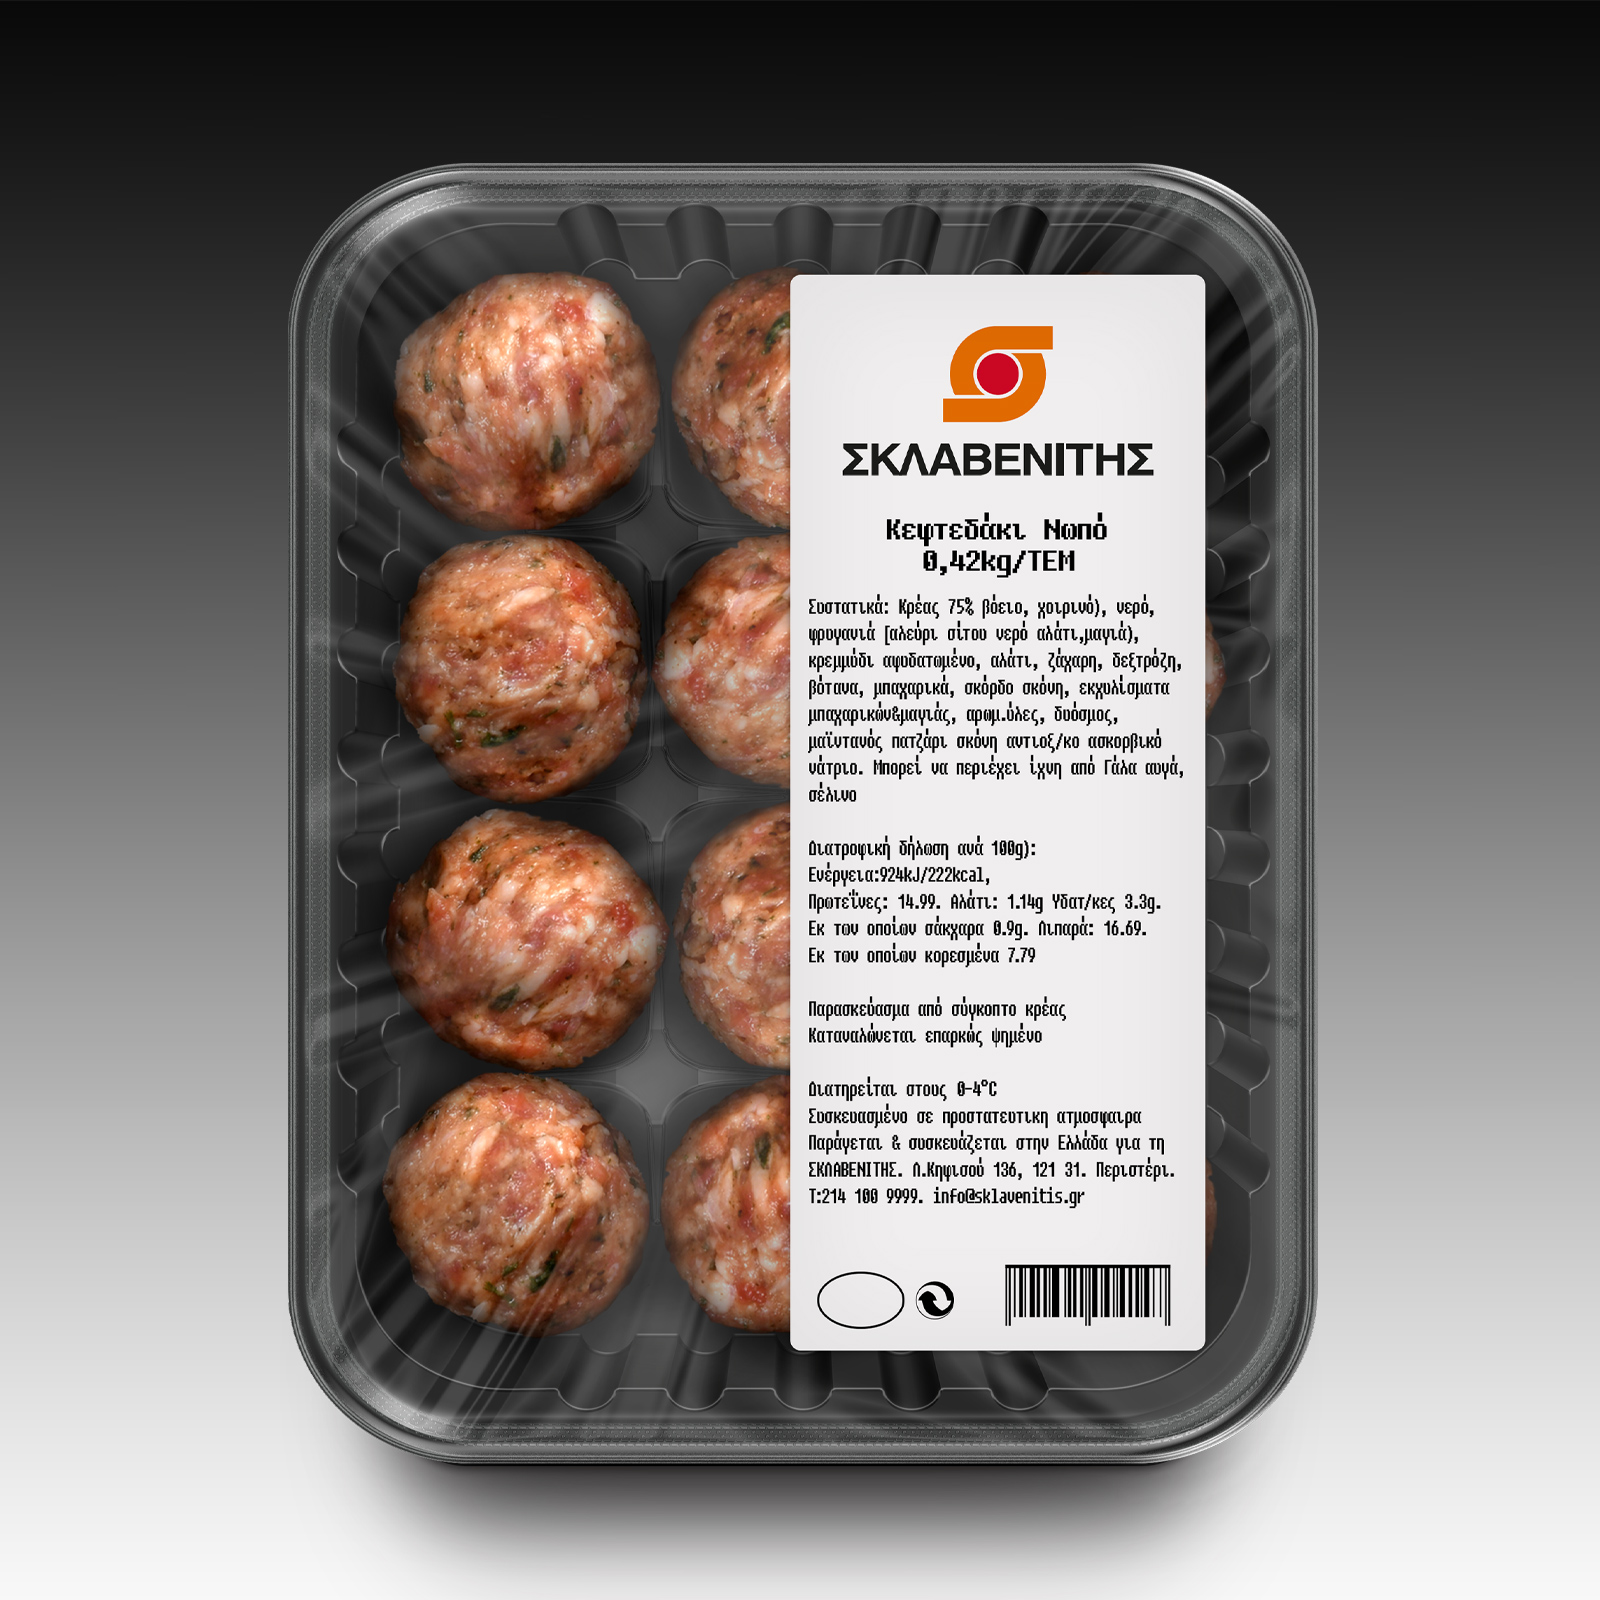 ΣΚΛΑΒΕΝΙΤΗΣ
Κεφτεδάκι Νωπό
0,42kg/ΤΕΜ
Συστατικά: Κρέας 75% βόειο, χοιρινό), νερό,
φρυγανιά [αλεύρι σίτου νερό αλάτι,μαγιά),
κρεμμύδι αφυδατωμένο, αλάτι, ζάχαρη, δεξτρόζη,
βότανα, μπαχαρικά, σκόρδο σκόνη, εκχυλίσματα
μπαχαρικών&μαγιάς, αρωμ.ύλες, δυόσμος,
μαϊντανός πατζάρι σκόνη αντιοξ/κο ασκορβικό
νάτριο. Μπορεί να περιέχει ίχνη από Γάλα αυγά,
σέλινο
Διατροφική δήλωση ανά 100g):
Ενέργεια:924kJ/222kcal,
Πρωτεΐνες: 14.99. Αλάτι: 1.14g Υδατ/κες 3.3g.
Εκ των οποίων σάκχαρα 0.9g. Λιπαρά: 16.69.
Εκ των οποίων κορεσμένα 7.79
Παρασκεύασμα από σύγκοπτο κρέας
Καταναλώνεται επαρκώς ψημένο
Διατηρείται στους 0-4°C
Συσκευασμένο σε προστατευτικη ατμοσφαιρα
Παράγεται & συσκευάζεται στην Ελλάδα για τη
ΣΚΛΑΒΕΝΙΤΗΣ. Λ.Κηφισού 136, 121 31. Περιστέρι.
Τ:214 100 9999. info@sklavenitis.gr